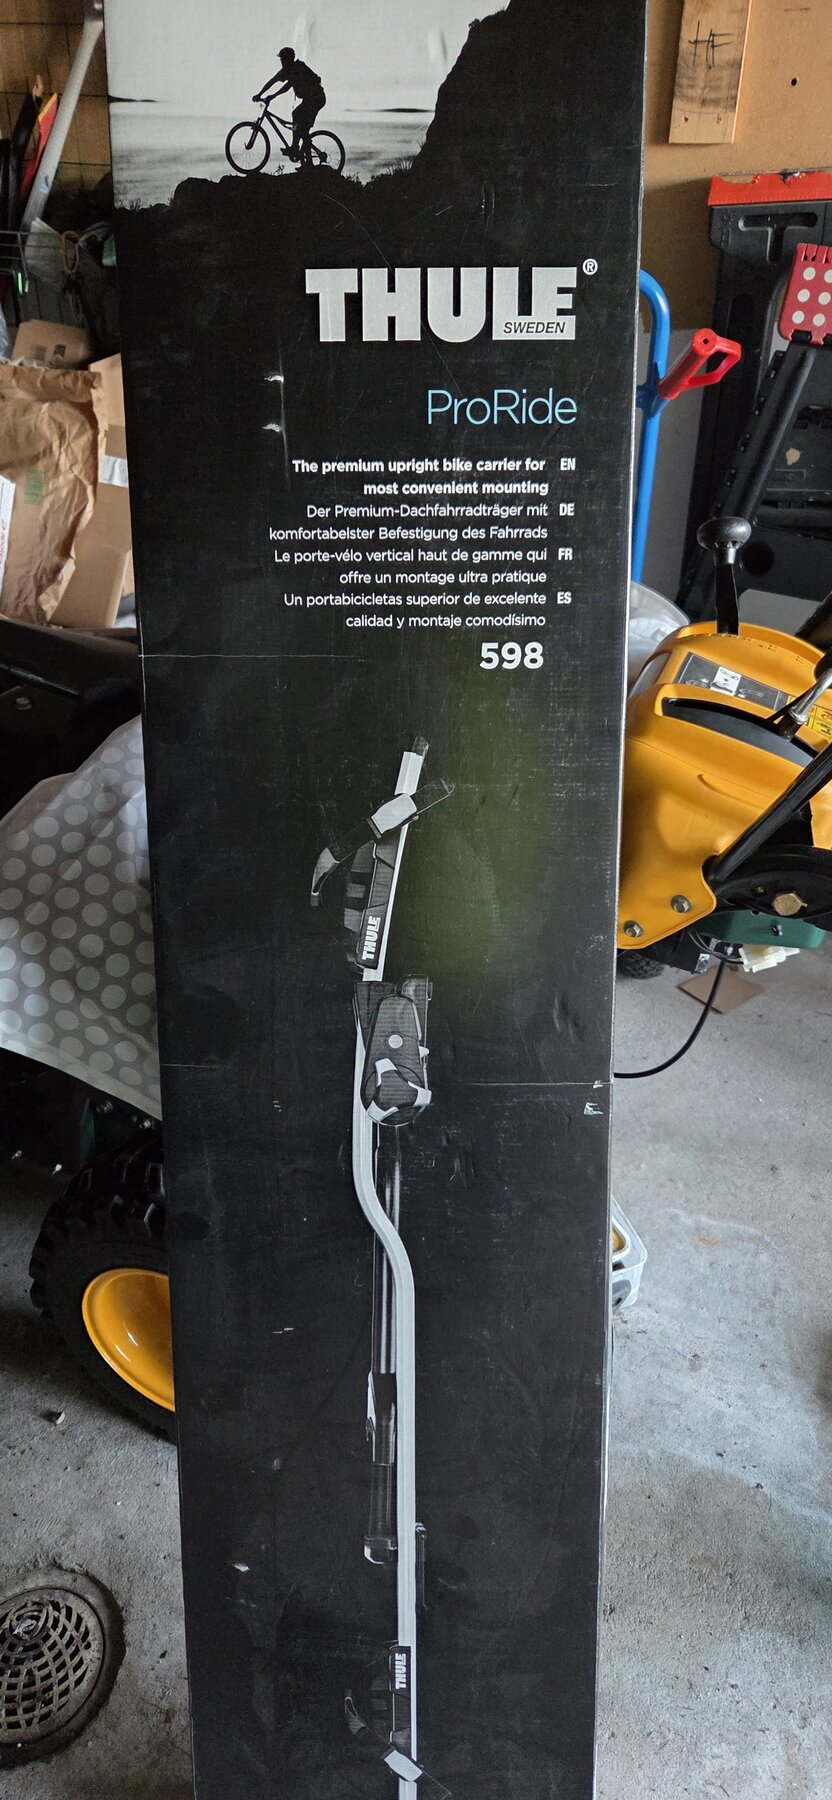 THULE®
SWEDEN
ProRide
The premium upright bike carrier for EN
most convenient mounting
Der Premium-Dachfahrradträger mit DE
komfortabelster Befestigung des Fahrrads
Le porte-vélo vertical haut de gamme qui FR
offre un montage ultra pratique
Un portabicicletas superior de excelente ES
calidad y montaje comodísimo
598
THULE
THULE